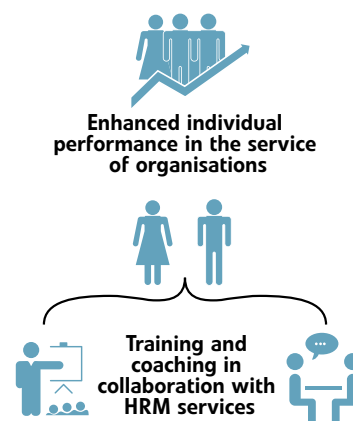 Enhanced individual
performance in the service
of organisations
Training and
coaching in
collaboration with
HRM services